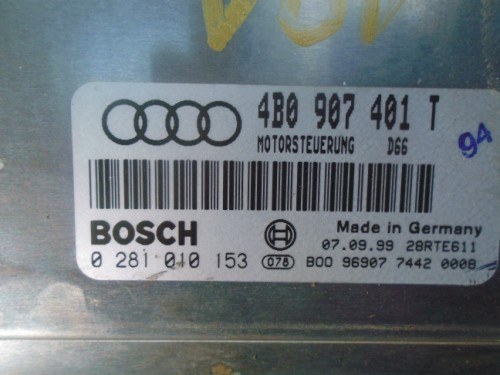 4B0 907 401 T
MOTORSTEUERUNG D66
94
BOSCH
Made in Germany
07.09.99 28RTE611
0 281 010 153 078 B00 96907 7442 0008